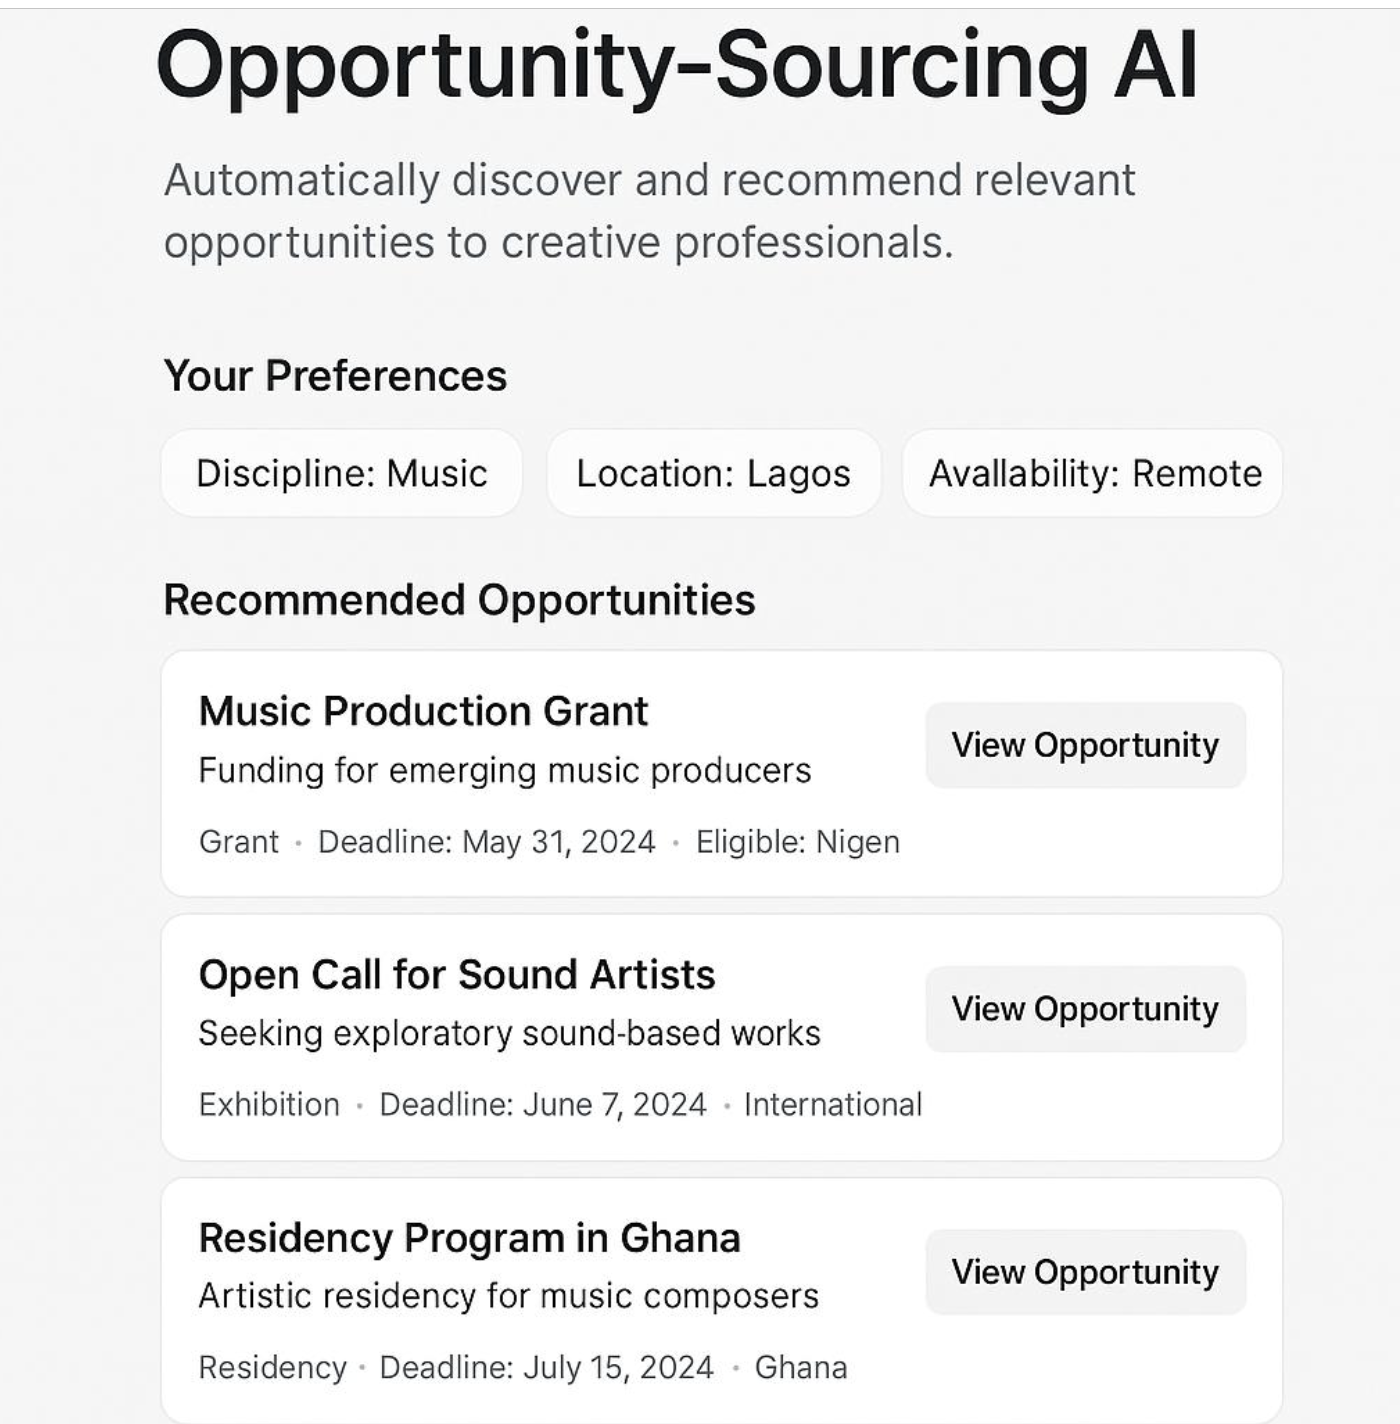 Opportunity-Sourcing AI
Automatically discover and recommend relevant
opportunities to creative professionals.
Your Preferences
Discipline: Music
Location: Lagos
Avallability: Remote
Recommended Opportunities
Music Production Grant
View Opportunity
Funding for emerging music producers
Grant • Deadline: May 31, 2024 • Eligible: Nigen
Open Call for Sound Artists
View Opportunity
Seeking exploratory sound-based works
Exhibition • Deadline: June 7, 2024 • International
Residency Program in Ghana
View Opportunity
Artistic residency for music composers
Residency • Deadline: July 15, 2024 • Ghana